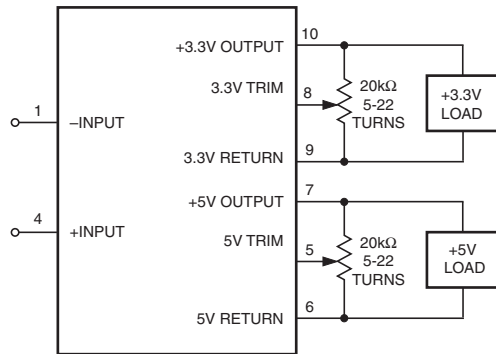 10
+3.3V OUTPUT
3.3V TRIM
8
20kΩ
5-22
TURNS
+3.3V
LOAD
1
–INPUT
3.3V RETURN
9
+5V OUTPUT
7
4
+INPUT
5V TRIM
5
20kΩ
5-22
TURNS
+5V
LOAD
5V RETURN
6